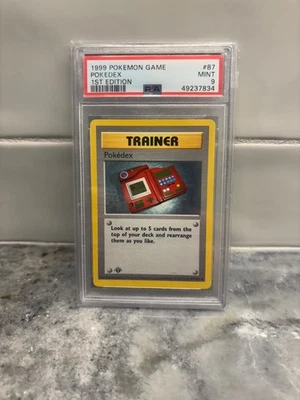 1999 POKEMON GAME #87
POKEDEX MINT
1ST EDITION 9
PSA 49237834
TRAINER
Pokédex
Look at up to 5 cards from the
top of your deck and rearrange
them as you like.